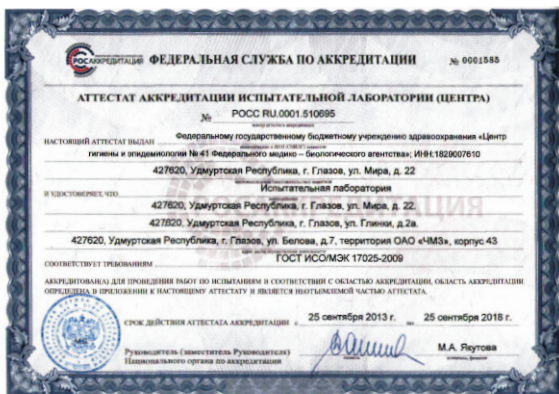 РОСАККРЕДИТАЦИЯ ФЕДЕРАЛЬНАЯ СЛУЖБА ПО АККРЕДИТАЦИИ № 0001585
АТТЕСТАТ АККРЕДИТАЦИИ ИСПЫТАТЕЛЬНОЙ ЛАБОРАТОРИИ (ЦЕНТРА)
№ РОСС RU.0001.510695
НАСТОЯЩИЙ АТТЕСТАТ ВЫДАН Федеральному государственному бюджетному учреждению здравоохранения «Центр
гигиены и эпидемиологии № 41 Федерального медико – биологического агентства»; ИНН:1829007610
427620, Удмуртская Республика, г. Глазов, ул. Мира, д. 22
И УДОСТОВЕРЯЕТ, ЧТО Испытательная лаборатория
427620, Удмуртская Республика, г. Глазов, ул. Мира, д. 22.
427620, Удмуртская Республика, г. Глазов, ул. Глинки, д.2а.
427620, Удмуртская Республика, г. Глазов, ул. Белова, д.7, территория ОАО «ЧМЗ», корпус 43
СООТВЕТСТВУЕТ ТРЕБОВАНИЯМ ГОСТ ИСО/МЭК 17025-2009
АККРЕДИТОВАН(А) ДЛЯ ПРОВЕДЕНИЯ РАБОТ ПО ИСПЫТАНИЯМ В СООТВЕТСТВИИ С ОБЛАСТЬЮ АККРЕДИТАЦИИ. ОБЛАСТЬ АККРЕДИТАЦИИ
ОПРЕДЕЛЕНА В ПРИЛОЖЕНИИ К НАСТОЯЩЕМУ АТТЕСТАТУ И ЯВЛЯЕТСЯ НЕОТЪЕМЛЕМОЙ ЧАСТЬЮ АТТЕСТАТА.
СРОК ДЕЙСТВИЯ АТТЕСТАТА АККРЕДИТАЦИИ с 25 сентября 2013 г. по 25 сентября 2018 г.
Руководитель (заместитель Руководителя)
Национального органа по аккредитации М.А. Якутова